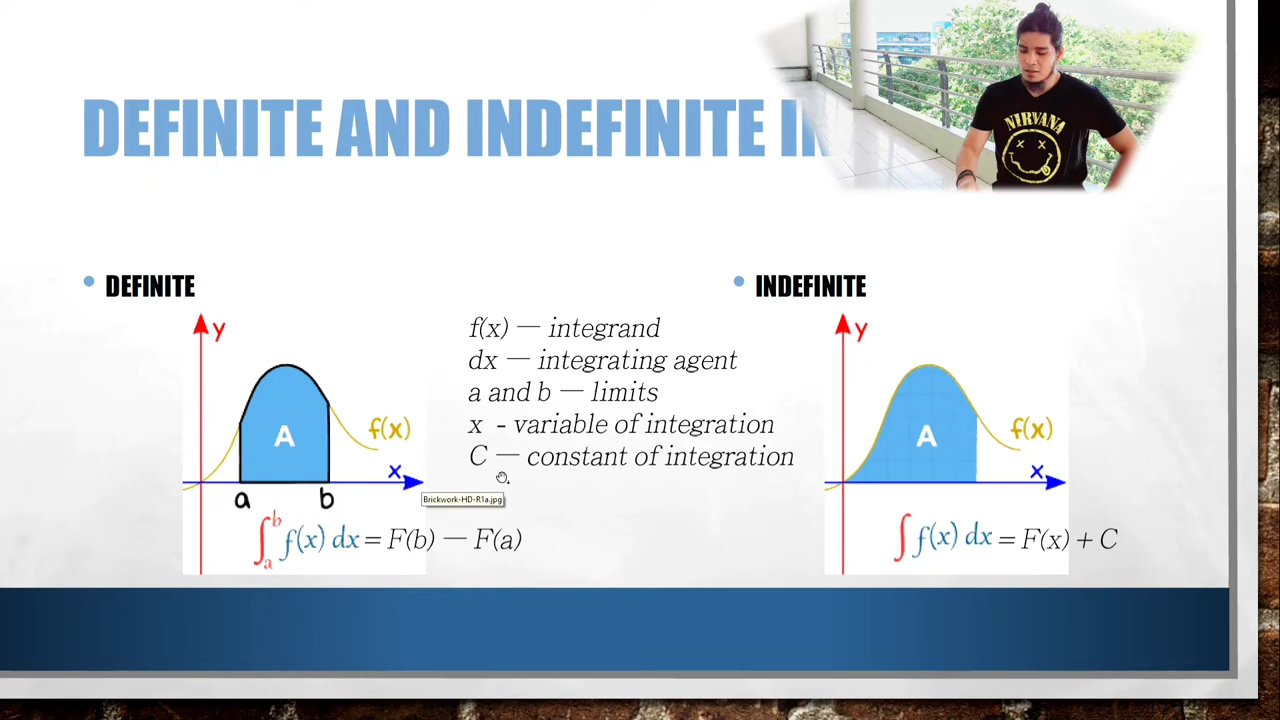 DEFINITE AND INDEFINITE
NIRVANA
DEFINITE
INDEFINITE
y
A
f(x)
x
a
b
∫ₐᵇ f(x) dx = F(b) — F(a)
f(x) — integrand
dx — integrating agent
a and b — limits
x - variable of integration
C — constant of integration
Brickwork-HD-R1a.jpg
y
A
f(x)
x
∫ f(x) dx = F(x) + C